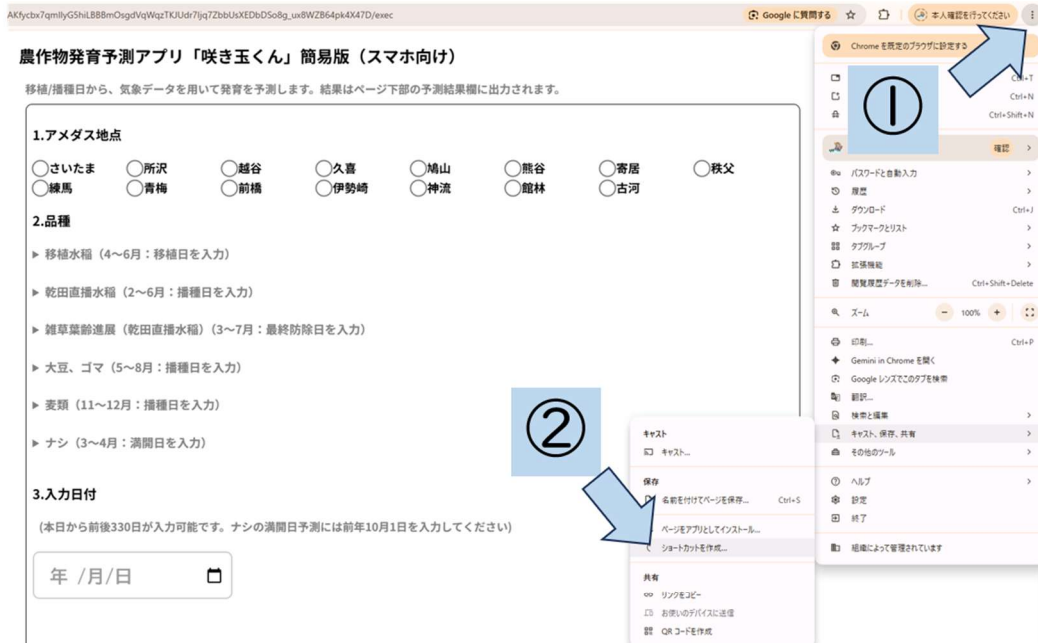 AKfycbx7qmllyG5hiLBBBmOsgdVqWqzTKJUdr7ljq7ZbbUsXEDbDSo8g_ux8WZB64pk4X47D/exec
Google に質問する
本人確認を行ってください
農作物発育予測アプリ「咲き玉くん」簡易版（スマホ向け）
移植/播種日から、気象データを用いて発育を予測します。結果はページ下部の予測結果欄に出力されます。
1.アメダス地点
さいたま 所沢 越谷 久喜 鳩山 熊谷 寄居 秩父
練馬 青梅 前橋 伊勢崎 神流 館林 古河
2.品種
▶ 移植水稲（4～6月：移植日を入力）
▶ 乾田直播水稲（2～6月：播種日を入力）
▶ 雑草葉齢進展（乾田直播水稲）（3～7月：最終防除日を入力）
▶ 大豆、ゴマ（5～8月：播種日を入力）
▶ 麦類（11～12月：播種日を入力）
▶ ナシ（3～4月：満開日を入力）
3.入力日付
(本日から前後330日が入力可能です。ナシの満開日予測には前年10月1日を入力してください)
年 /月/日
①
②
Chrome を既定のブラウザに設定する
Ctrl+T
Ctrl+N
Ctrl+Shift+N
確認
パスワードと自動入力
履歴
ダウンロード Ctrl+J
ブックマークとリスト
タブグループ
拡張機能
閲覧履歴データを削除... Ctrl+Shift+Delete
ズーム − 100% +
印刷... Ctrl+P
Gemini in Chrome を開く
Google レンズでこのタブを検索
翻訳...
検索と編集
キャスト、保存、共有
その他のツール
ヘルプ
設定
終了
組織によって管理されています
キャスト
キャスト...
保存
名前を付けてページを保存... Ctrl+S
ページをアプリとしてインストール...
ショートカットを作成...
共有
リンクをコピー
お使いのデバイスに送信
QR コードを作成